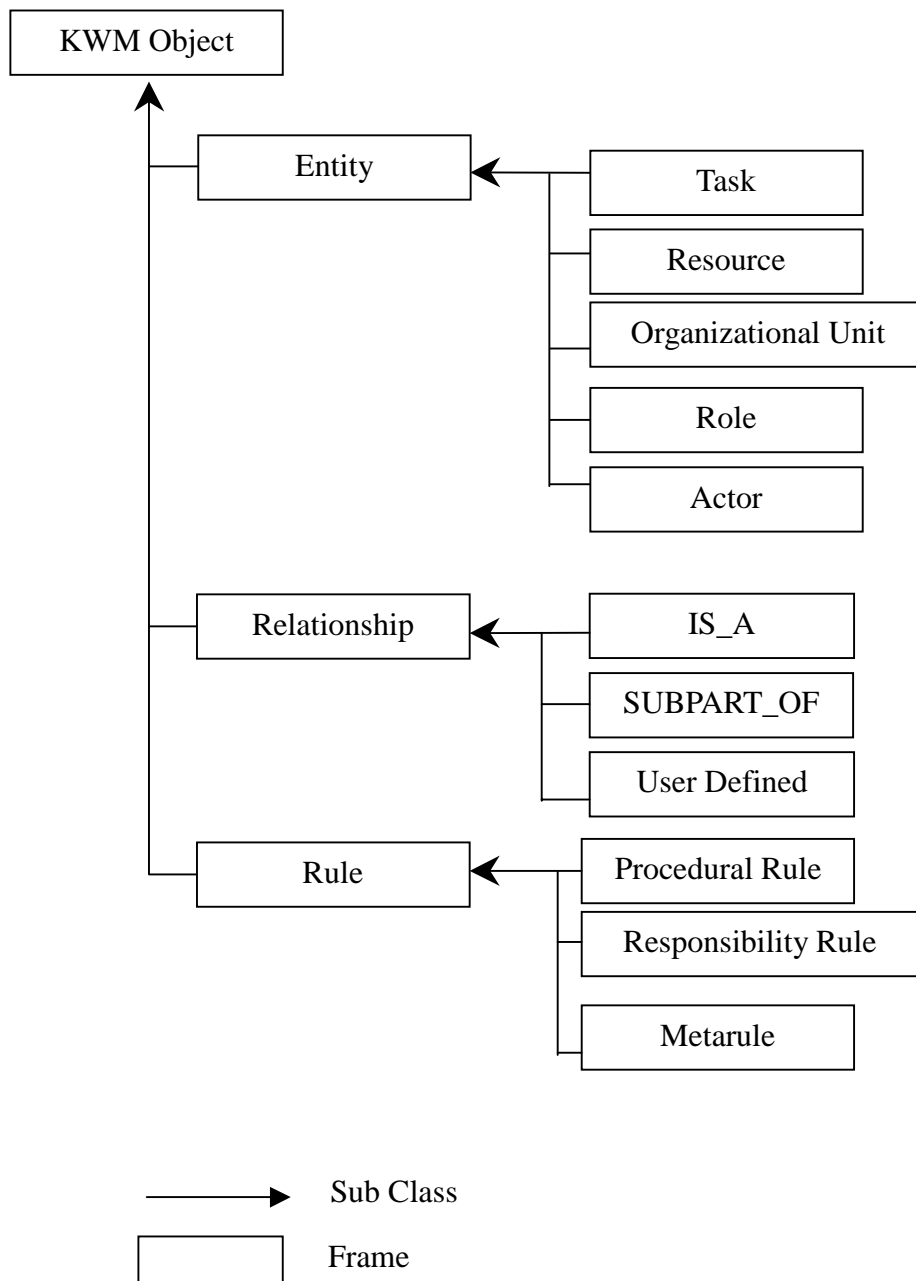 KWM Object
Entity
Task
Resource
Organizational Unit
Role
Actor
Relationship
IS_A
SUBPART_OF
User Defined
Rule
Procedural Rule
Responsibility Rule
Metarule
Sub Class
Frame